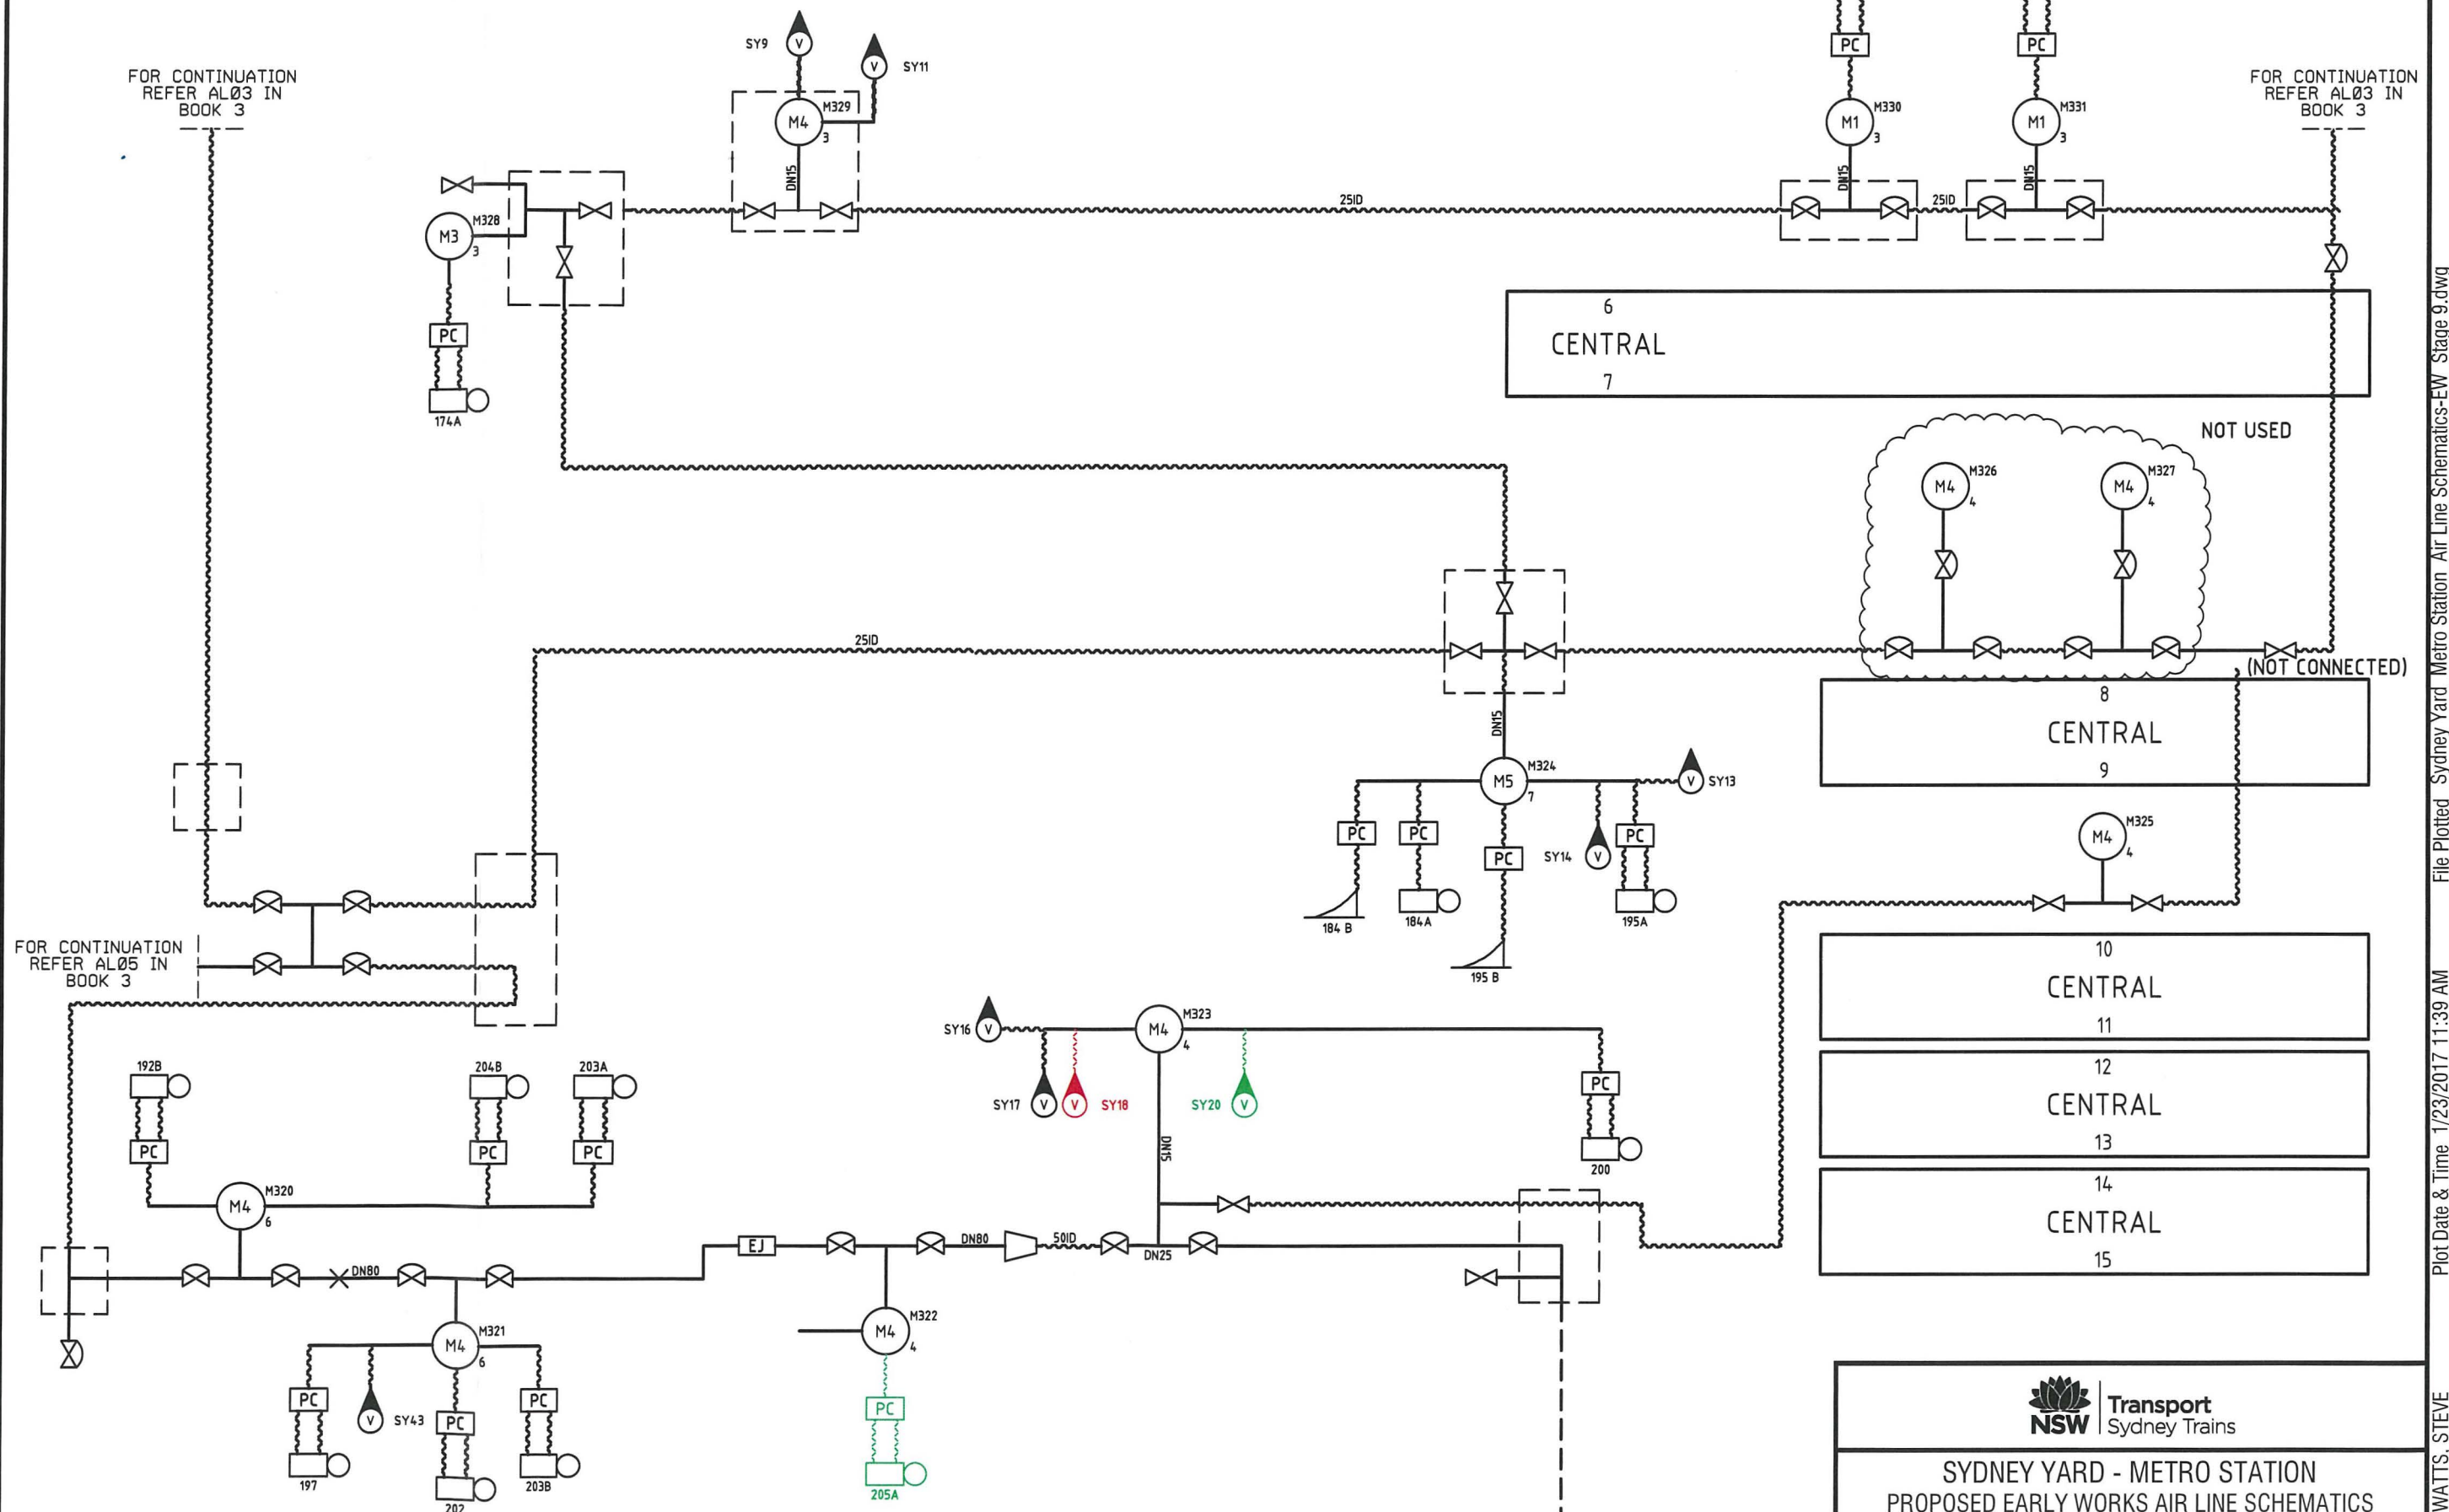 FOR CONTINUATION
REFER ALØ3 IN
BOOK 3
SY9
V
V
SY11
M4
M329
3
DN15
PC
PC
M1
M330
3
DN15
M1
M331
3
DN15
FOR CONTINUATION
REFER ALØ3 IN
BOOK 3
M3
M328
3
PC
174A
25ID
25ID
6
CENTRAL
7
NOT USED
M4
M326
4
M4
M327
4
(NOT CONNECTED)
25ID
DN15
M5
M324
7
V
SY13
PC
184 B
PC
184A
PC
195 B
SY14
V
PC
195A
8
CENTRAL
9
M4
M325
4
10
CENTRAL
11
12
CENTRAL
13
14
CENTRAL
15
FOR CONTINUATION
REFER ALØ5 IN
BOOK 3
192B
PC
204B
PC
203A
PC
M4
M320
6
DN80
SY16
V
M4
M323
4
SY17
V
V
SY18
SY20
V
PC
200
DN15
EJ
DN80
50ID
DN25
M4
M321
6
PC
197
V
SY43
PC
202
PC
203B
M4
M322
4
PC
205A
NSW
Transport
Sydney Trains
SYDNEY YARD - METRO STATION
PROPOSED EARLY WORKS AIR LINE SCHEMATICS
File Plotted Sydney Yard Metro Station Air Line Schematics-EW Stage 9.dwg
Plot Date & Time 1/23/2017 11:39 AM
WATTS, STEVE